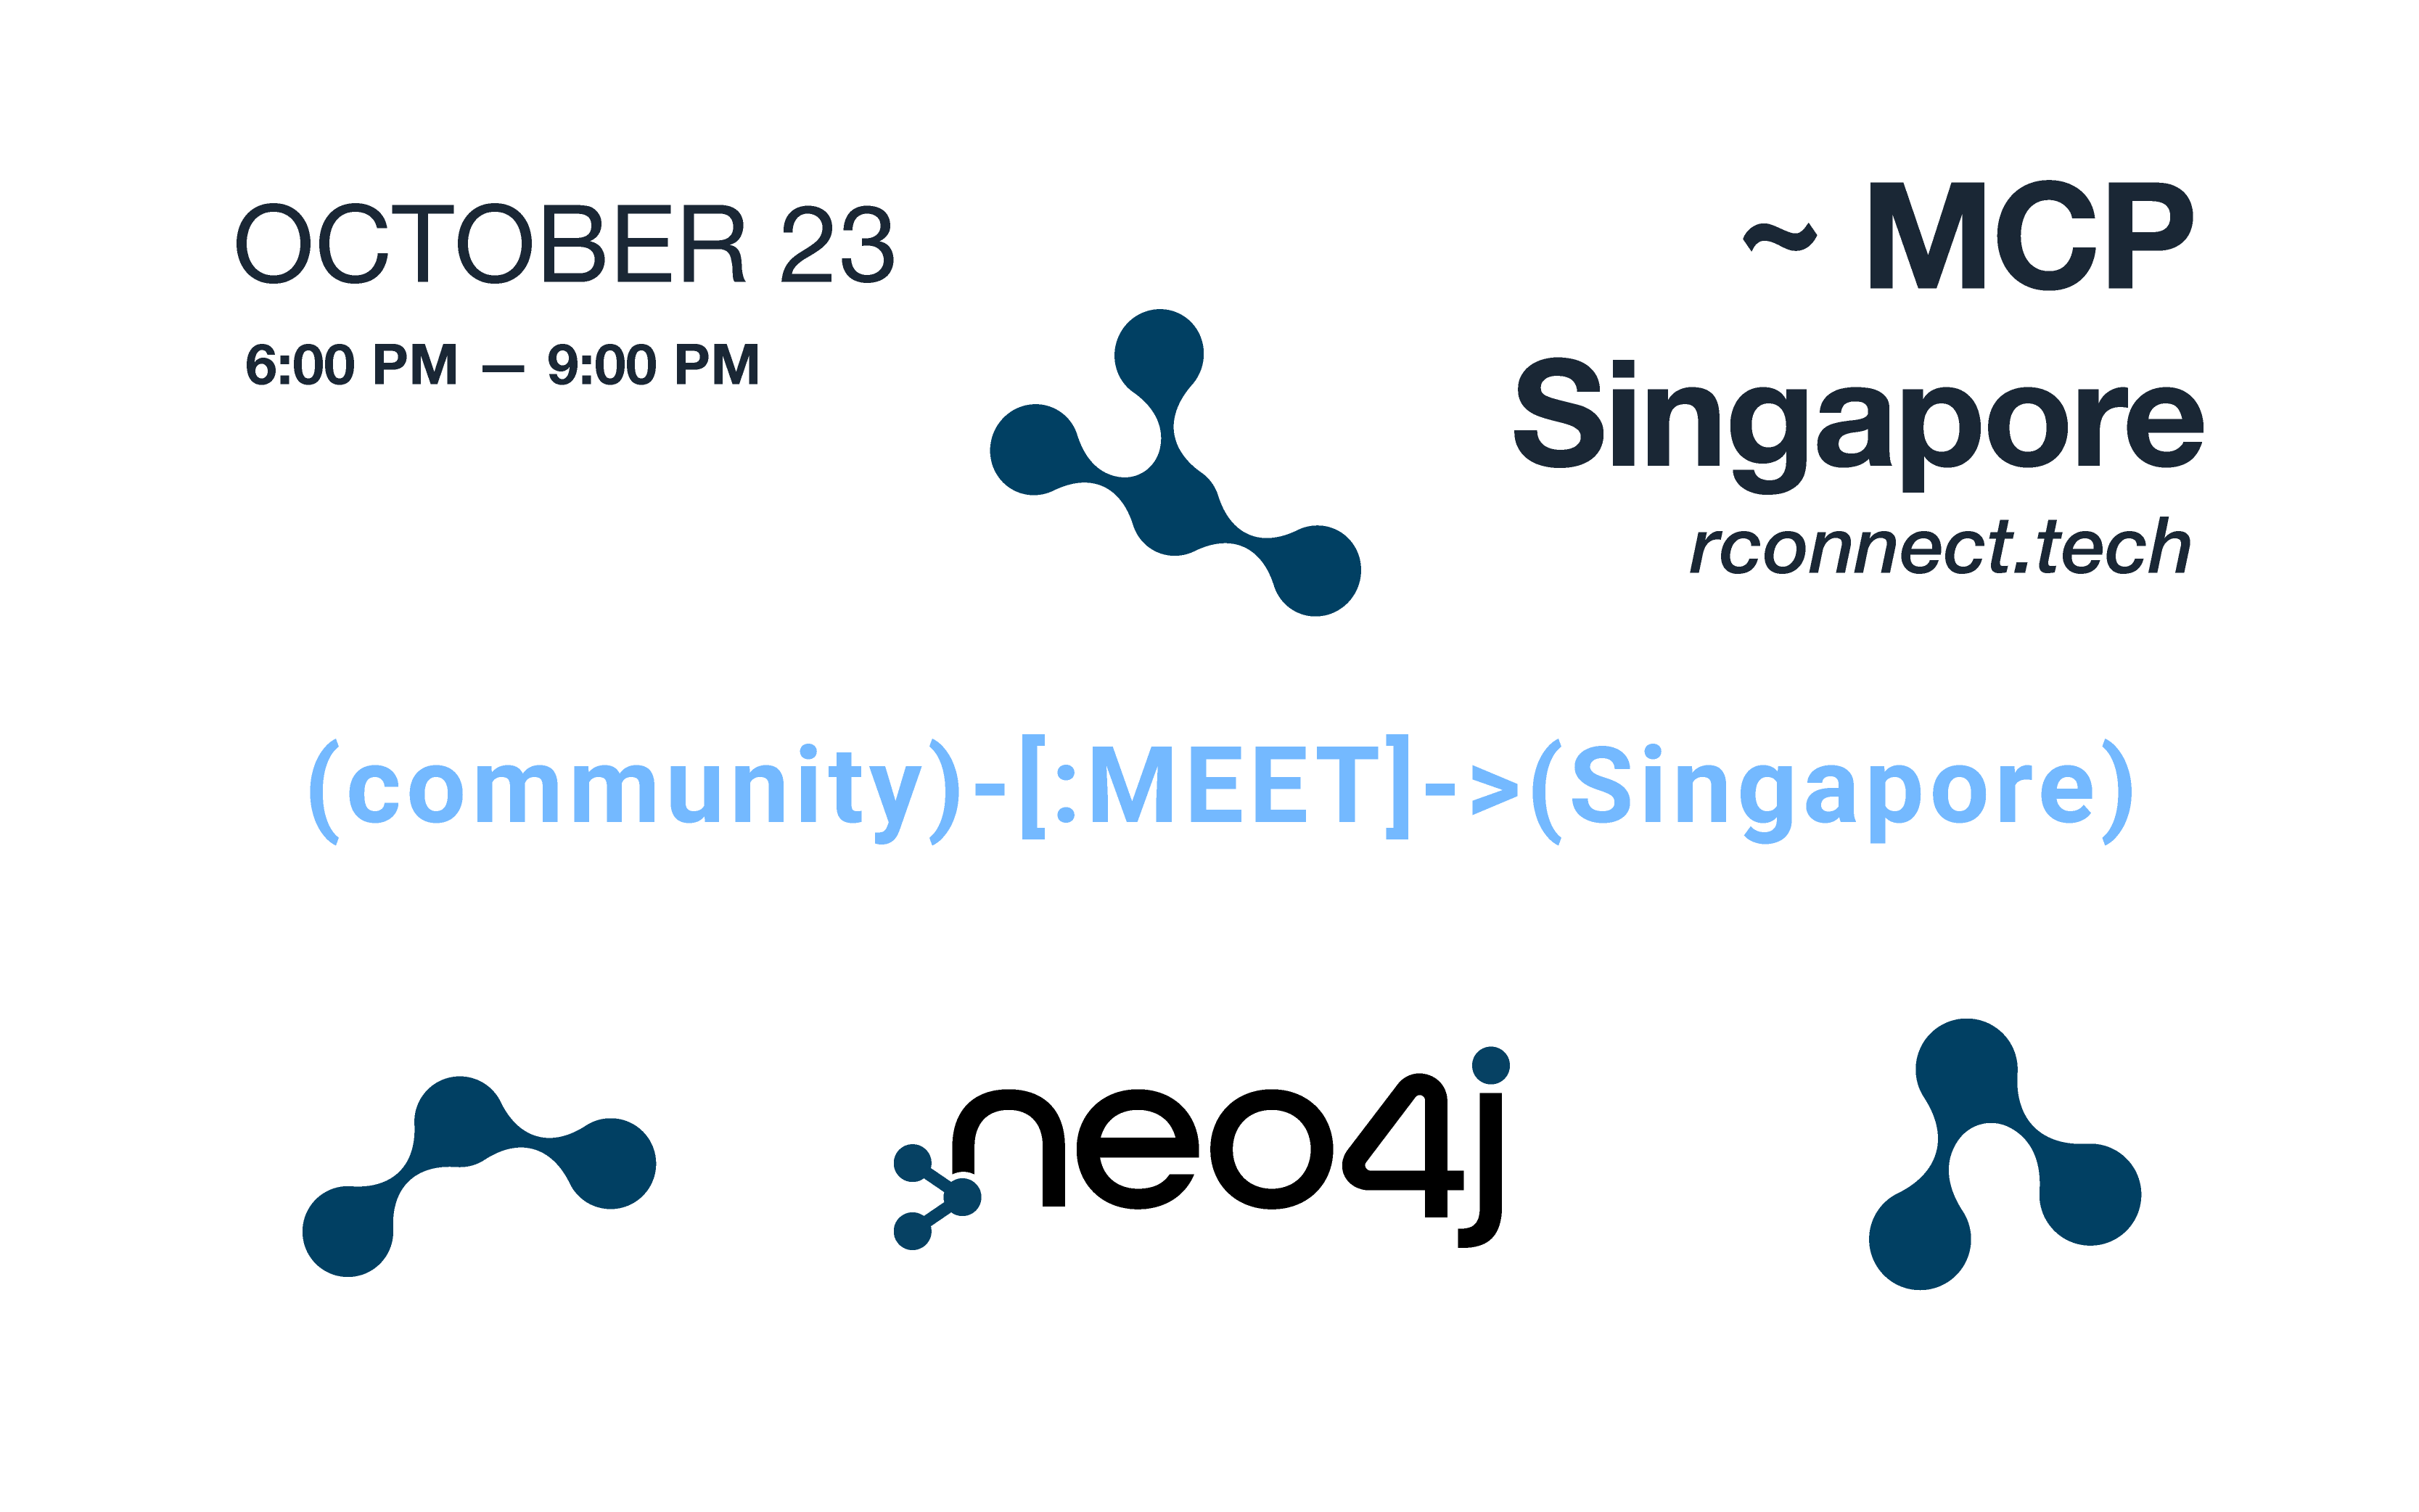 OCTOBER 23
6:00 PM — 9:00 PM
~ MCP
Singapore
rconnect.tech
(community)-[:MEET]->(Singapore)
neo4j